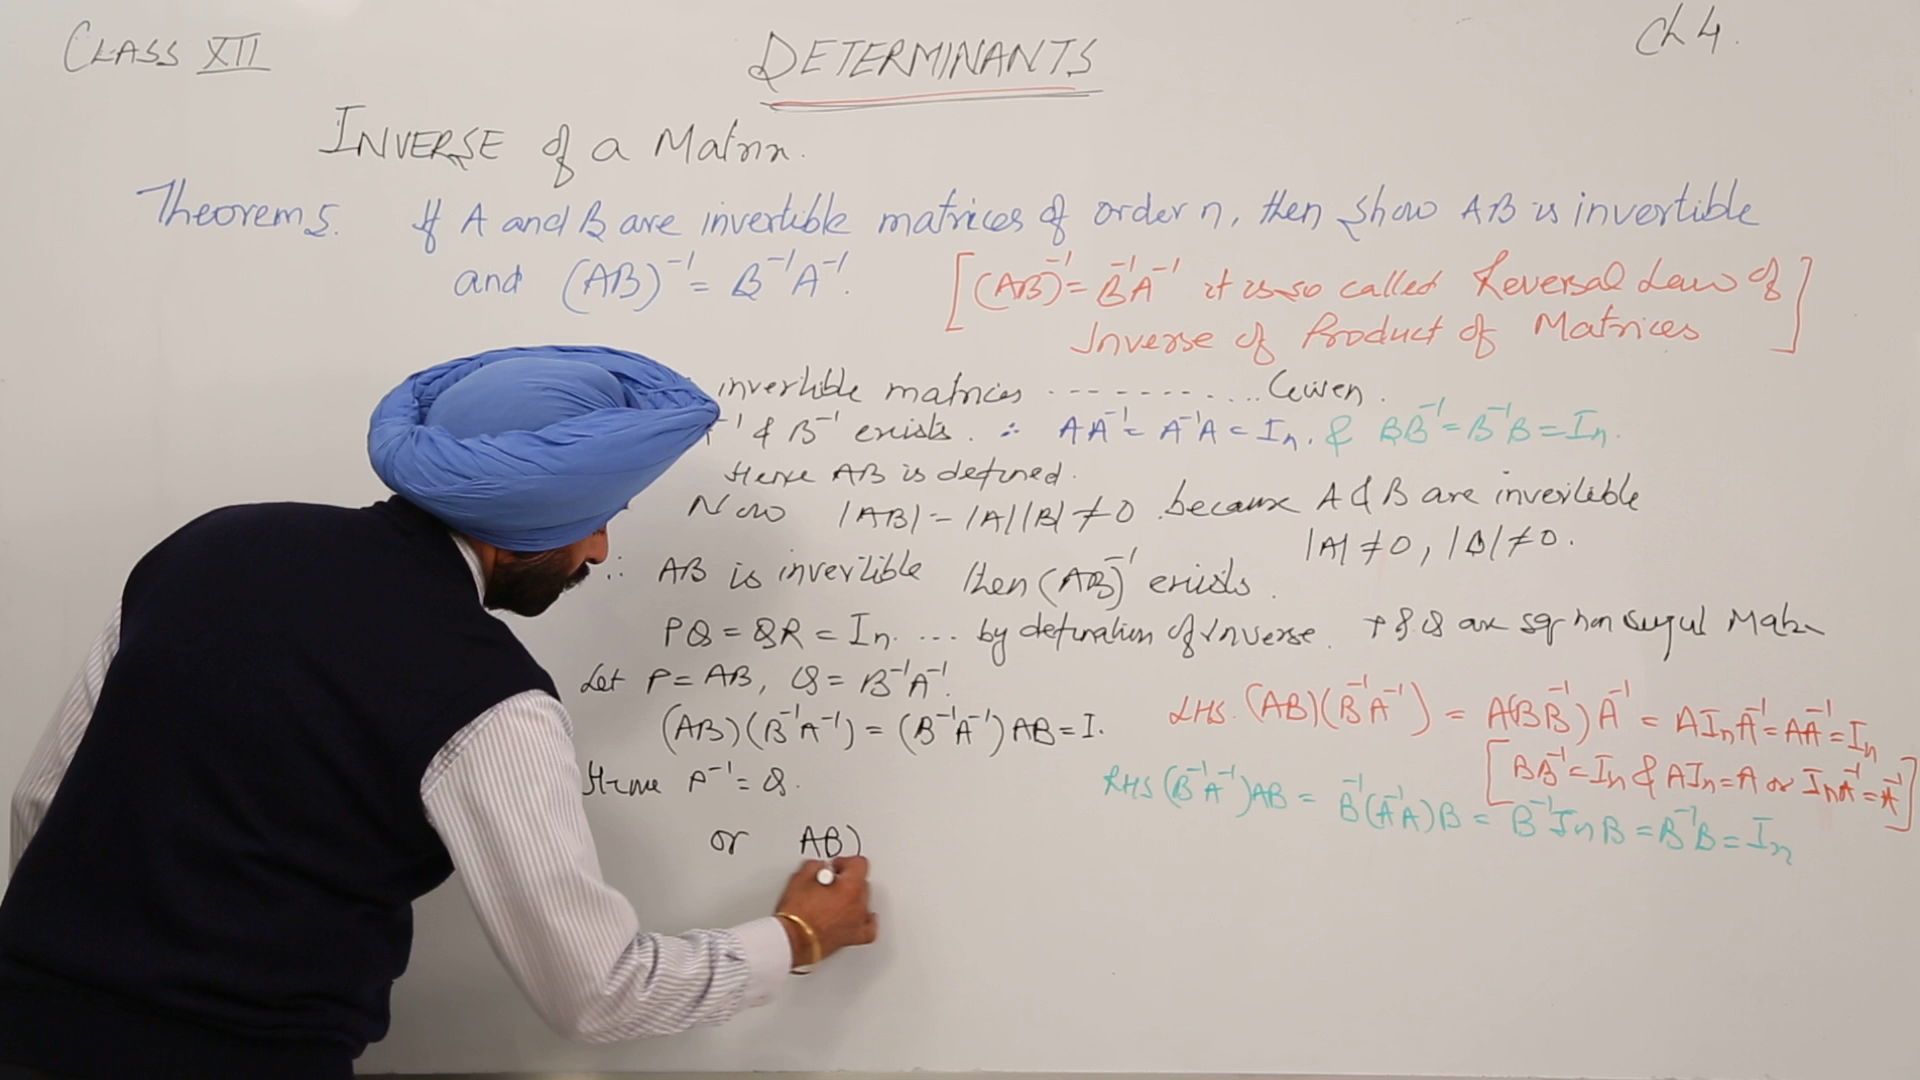 CLASS XII
DETERMINANTS
Ch 4.
INVERSE of a Matrix.
Theorem 5. If A and B are invertible matrices of order n, then show AB is invertible
and (AB)⁻¹ = B⁻¹A⁻¹.
[(AB)⁻¹ = B⁻¹A⁻¹ it is so called Reversal Law of
Inverse of Product of Matrices]
invertible matrices ----------- Given.
⁻¹ & B⁻¹ exists. ∴ AA⁻¹ = A⁻¹A = Iₙ. & BB⁻¹ = B⁻¹B = Iₙ.
Hence AB is defined.
Now |AB| = |A||B| ≠ 0 because A & B are invertible
|A| ≠ 0, |B| ≠ 0.
∴ AB is invertible then (AB)⁻¹ exists.
PQ = QR = Iₙ. ... by defination of Inverse. P & Q are sq non
Let P = AB, Q = B⁻¹A⁻¹.
(AB)(B⁻¹A⁻¹) = (B⁻¹A⁻¹)AB = I.
Hence P⁻¹ = Q.
or AB)
LHS. (AB)(B⁻¹A⁻¹) = A(BB⁻¹)A⁻¹ = AIₙA⁻¹ = AA⁻¹ = Iₙ
[BB⁻¹ = Iₙ & AIₙ = A or IₙA⁻¹ = A⁻¹]
RHS (B⁻¹A⁻¹)AB = B⁻¹(A⁻¹A)B = B⁻¹IₙB = B⁻¹B = Iₙ